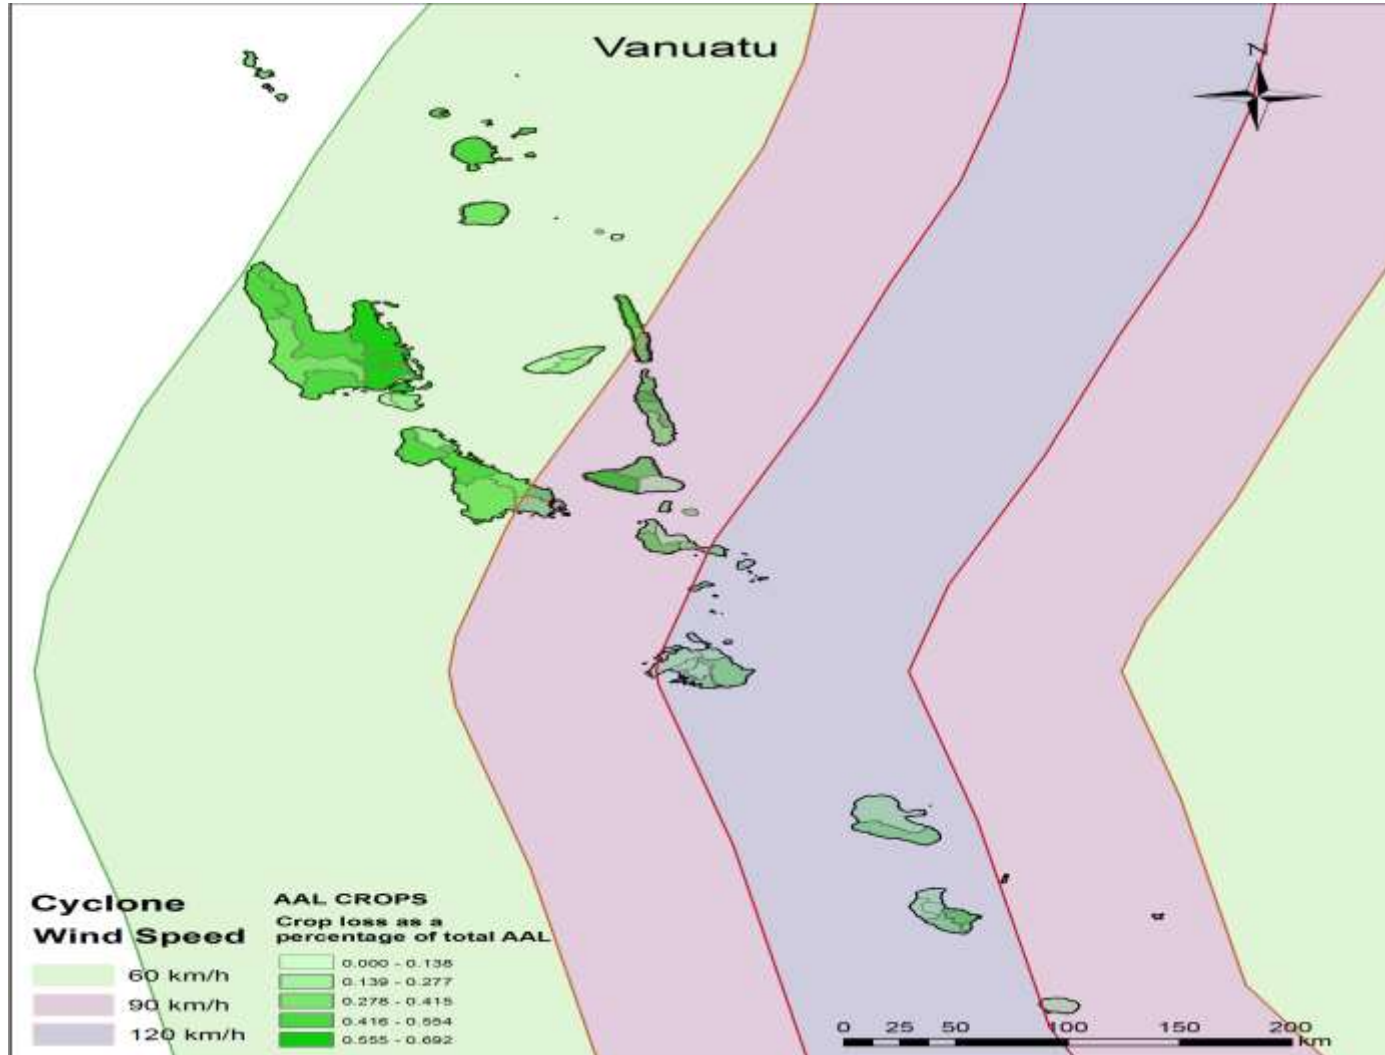 Vanuatu
N
Cyclone
Wind Speed
60 km/h
90 km/h
120 km/h
AAL CROPS
Crop loss as a
percentage of total AAL
0.000 - 0.138
0.139 - 0.277
0.278 - 0.415
0.416 - 0.554
0.555 - 0.692
0 25 50 100 150 200
km